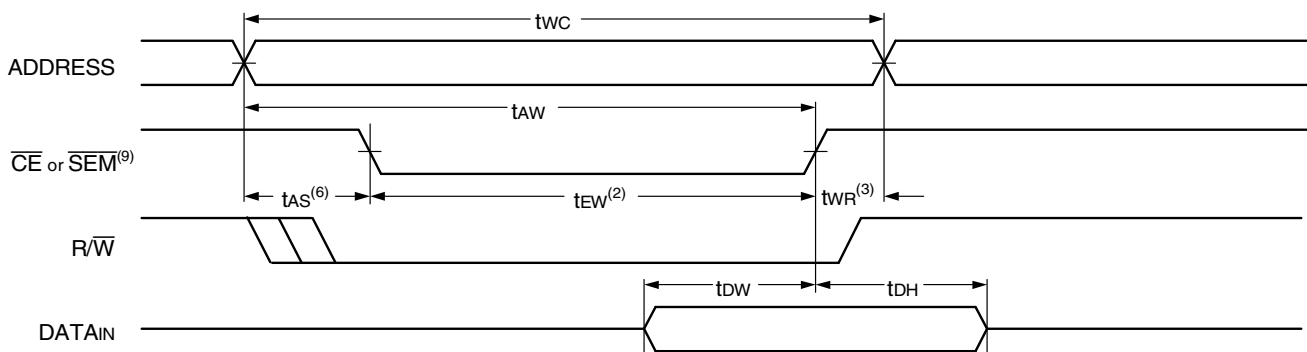 tWC
ADDRESS
tAW
CE or SEM(9)
tAS(6)
tEW(2)
tWR(3)
R/W
tDW
tDH
DATAIN